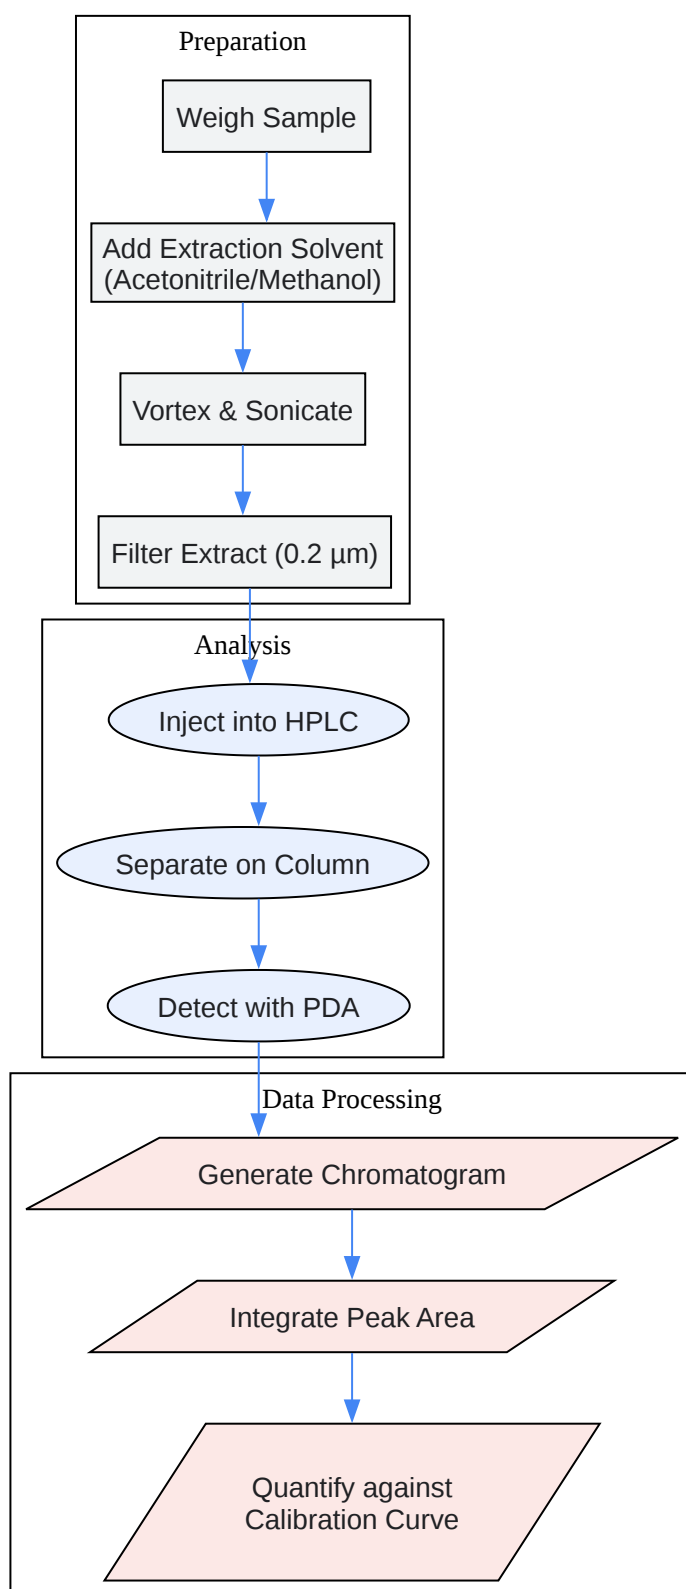 Preparation
Weigh Sample
Add Extraction Solvent
(Acetonitrile/Methanol)
Vortex & Sonicate
Filter Extract (0.2 µm)
Analysis
Inject into HPLC
Separate on Column
Detect with PDA
Data Processing
Generate Chromatogram
Integrate Peak Area
Quantify against
Calibration Curve